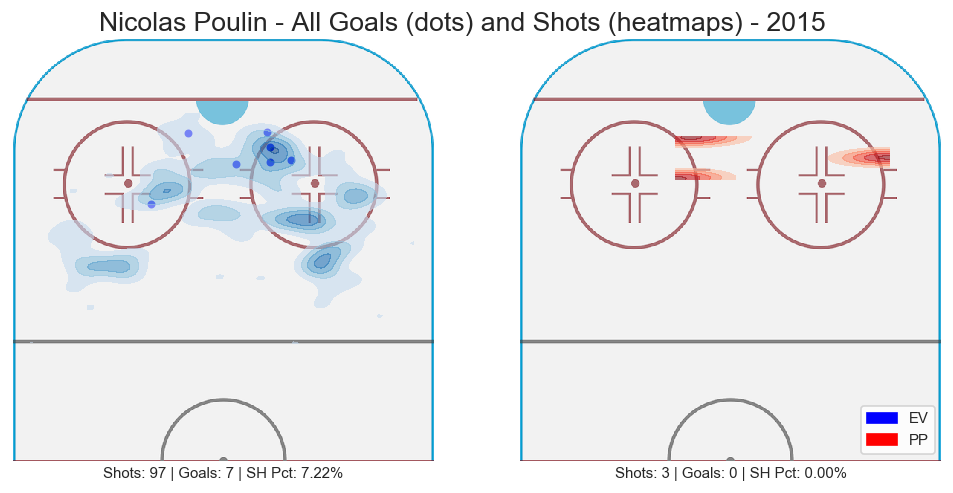 Nicolas Poulin - All Goals (dots) and Shots (heatmaps) - 2015
EV
PP
Shots: 97 | Goals: 7 | SH Pct: 7.22%
Shots: 3 | Goals: 0 | SH Pct: 0.00%